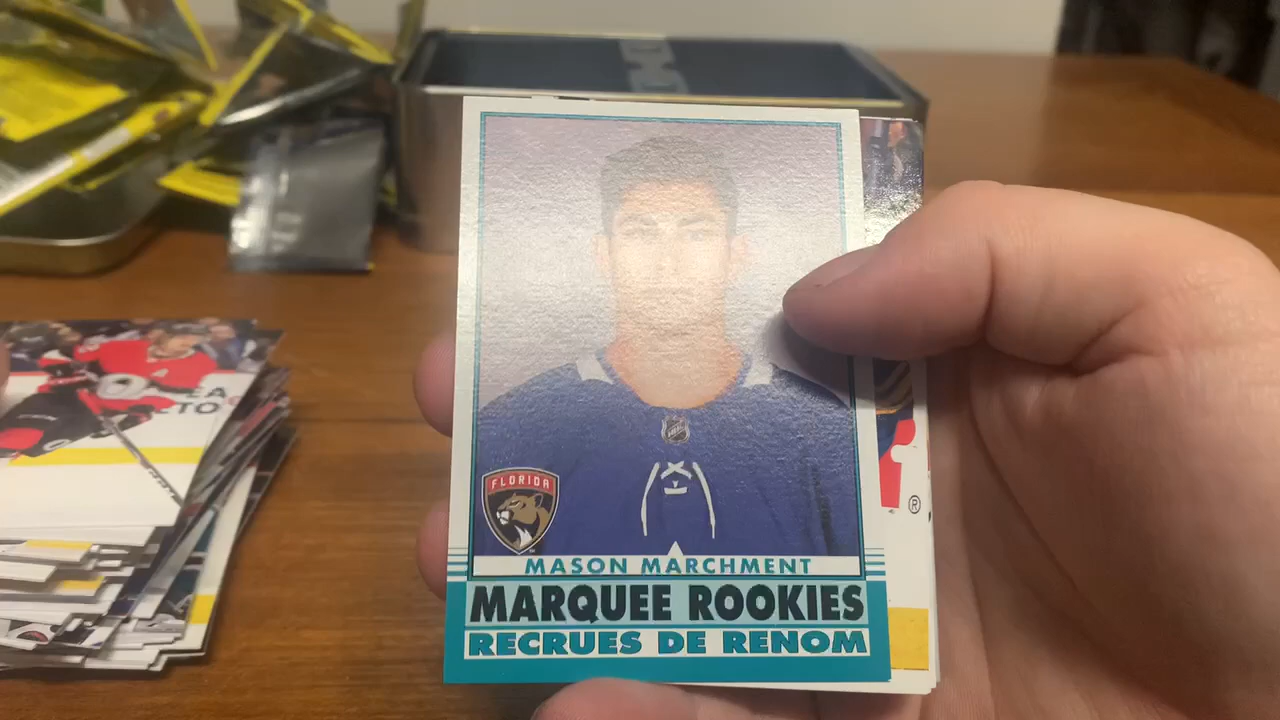 FLORIDA
MASON MARCHMENT
MARQUEE ROOKIES
RECRUES DE RENOM
®